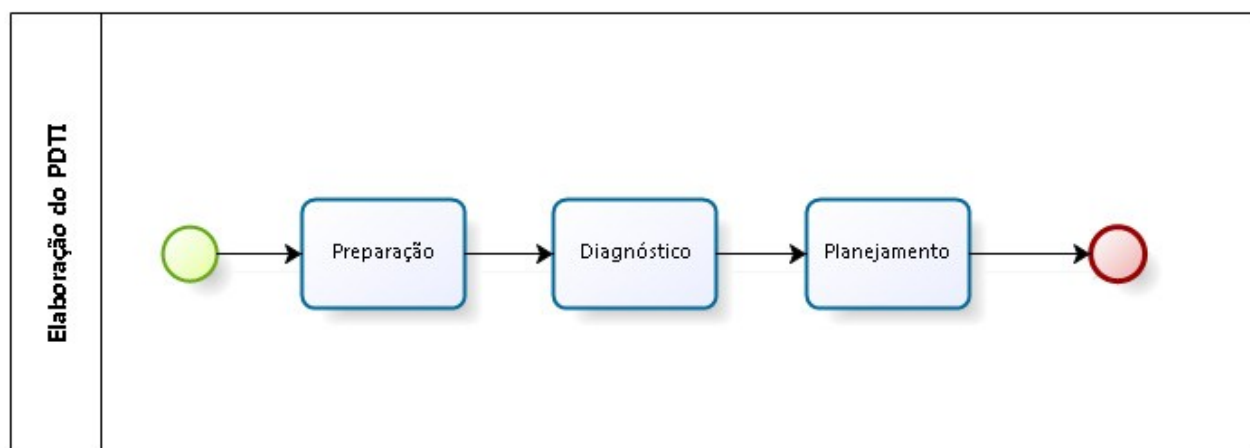 Elaboração do PDTI
Preparação
Diagnóstico
Planejamento